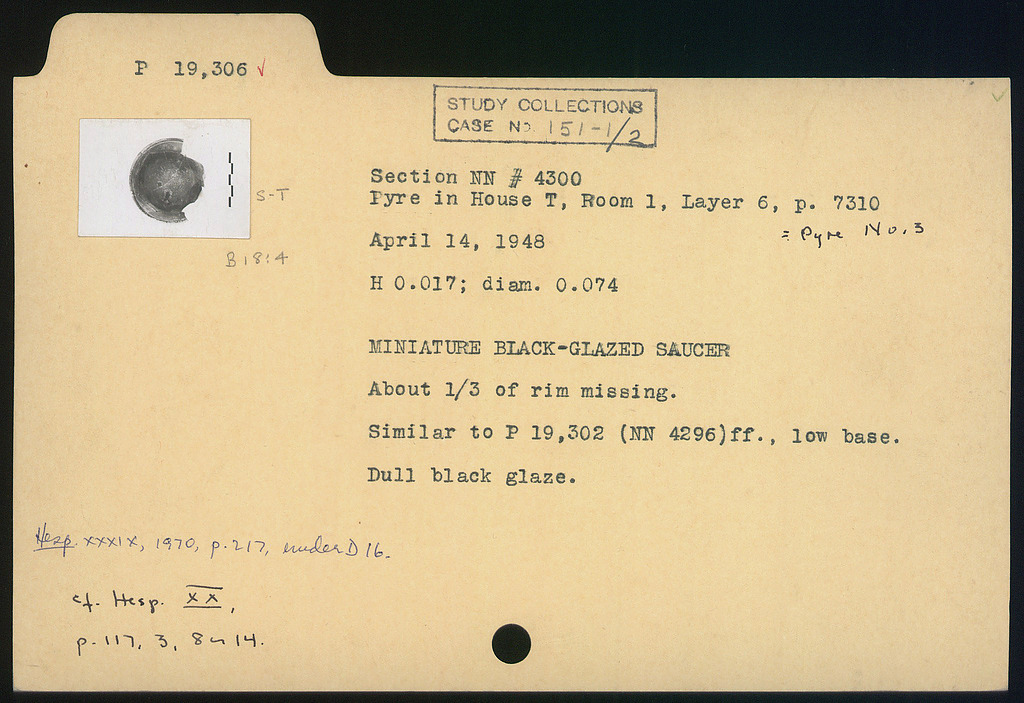 P 19,306 ✓
STUDY COLLECTIONS
CASE No 151-1/2
S-T
B 18:4
Section NN # 4300
Pyre in House T, Room 1, Layer 6, p. 7310
= Pyre No. 3
April 14, 1948
H 0.017; diam. 0.074
MINIATURE BLACK-GLAZED SAUCER
About 1/3 of rim missing.
Similar to P 19,302 (NN 4296)ff., low base.
Dull black glaze.
Hesp. XXXIX, 1970, p. 217, under D 16.
cf. Hesp. XX,
p. 117, 3, 8 14.